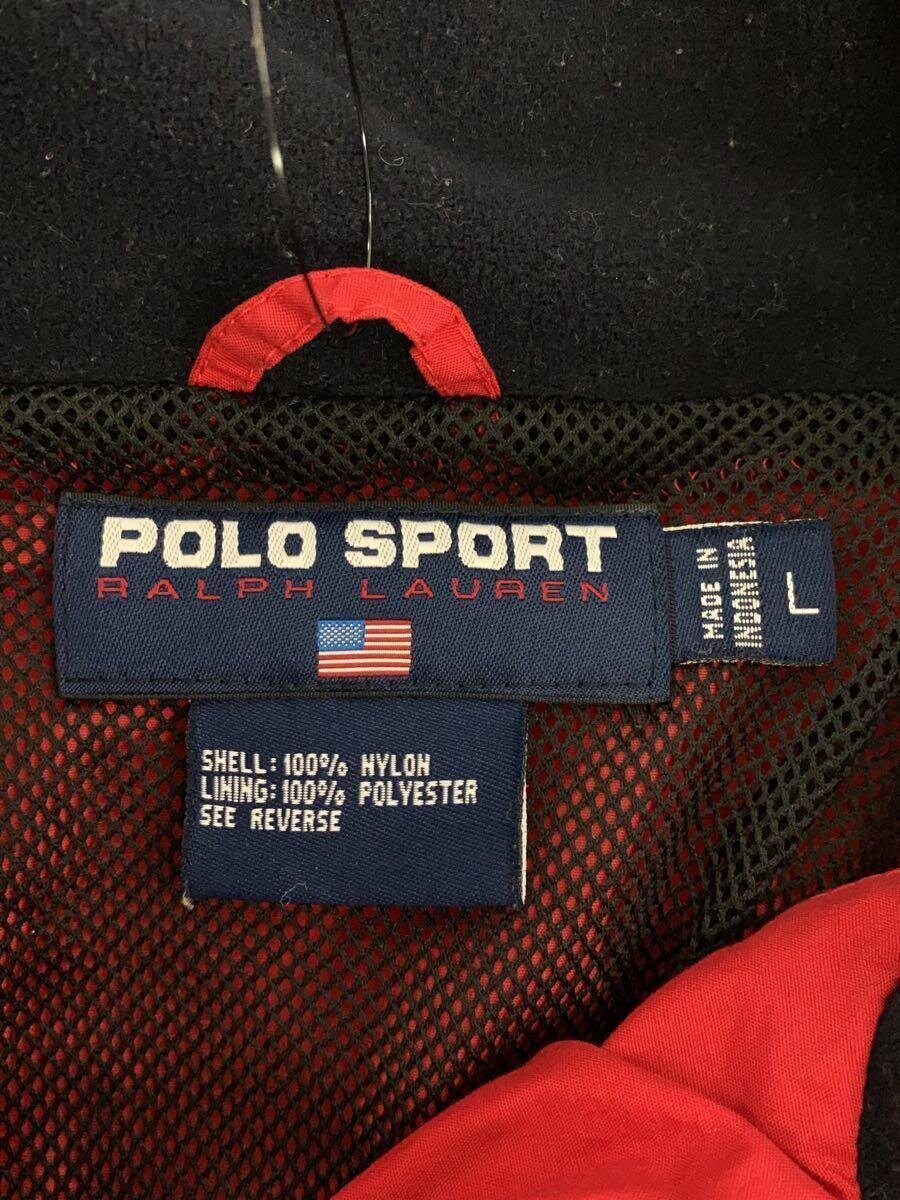 POLO SPORT
RALPH LAUREN
MADE IN
INDONESIA
L
SHELL: 100% NYLON
LINING: 100% POLYESTER
SEE REVERSE